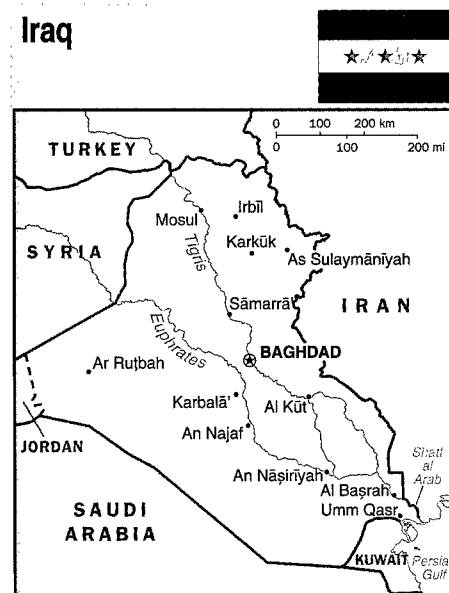 Iraq
0 100 200 km
0 100 200 mi
TURKEY
Mosul
Irbīl
Karkūk
As Sulaymānīyah
SYRIA
Tigris
Sāmarrā'
IRAN
Euphrates
BAGHDAD
Ar Ruṭbah
Karbalā'
Al Kūt
An Najaf
JORDAN
An Nāşirīyah
Shatt
al
Arab
Al Başrah
Umm Qasr
SAUDI
ARABIA
KUWAIT
Persian
Gulf